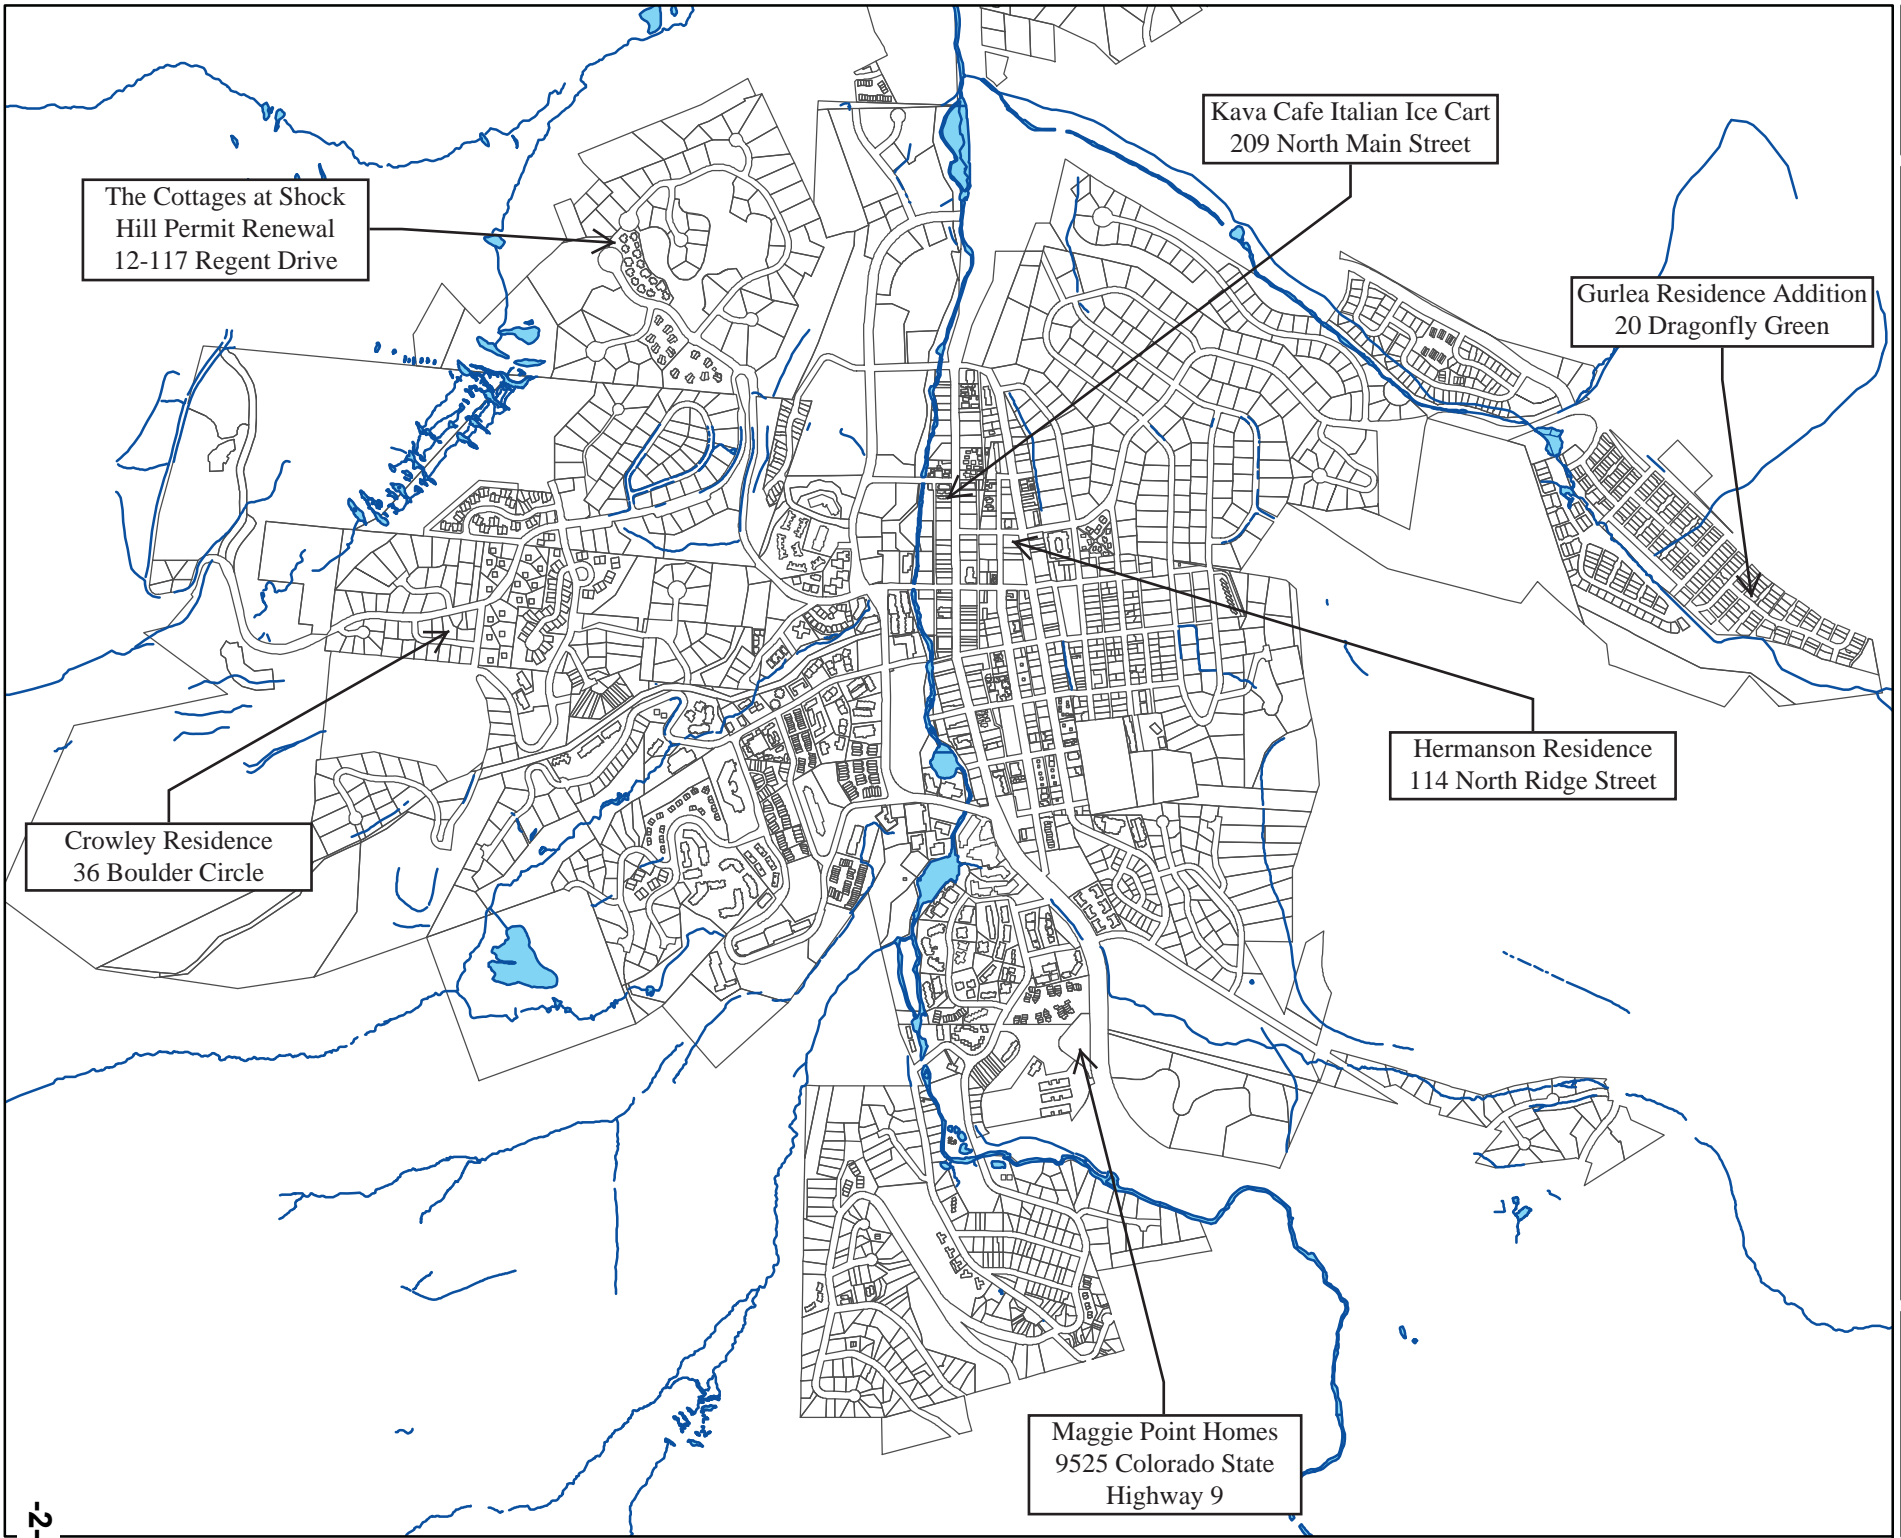 Kava Cafe Italian Ice Cart
209 North Main Street
The Cottages at Shock
Hill Permit Renewal
12-117 Regent Drive
Gurlea Residence Addition
20 Dragonfly Green
Hermanson Residence
114 North Ridge Street
Crowley Residence
36 Boulder Circle
Maggie Point Homes
9525 Colorado State
Highway 9
-2-